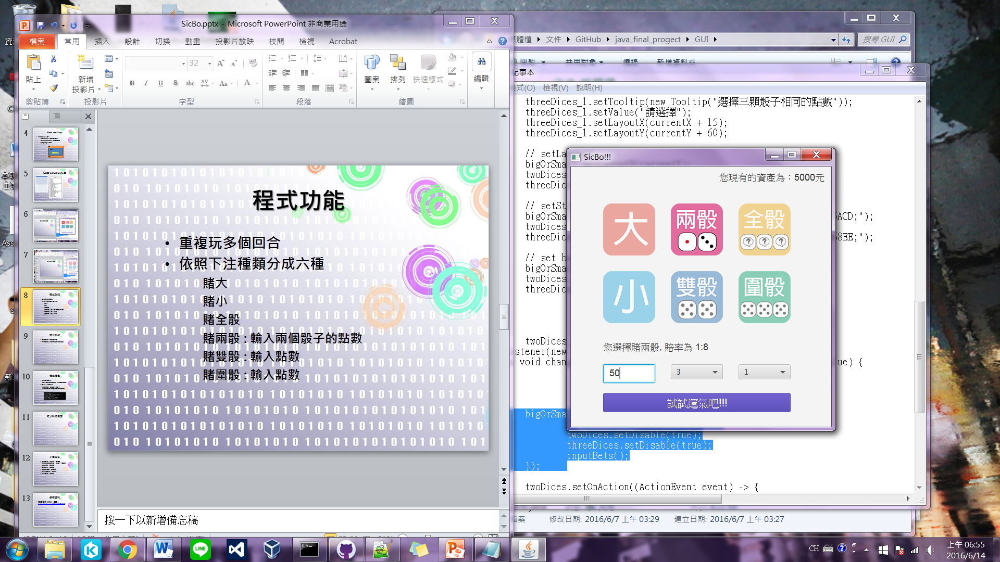 SicBo.pptx - Microsoft PowerPoint 非商業用途
檔案 常用 插入 設計 切換 動畫 投影片放映 校閱 檢視 Acrobat
貼上
新增
投影片
圖案 排列 快速樣式
編輯
32
剪貼簿 投影片 字型 段落 繪圖
4
5
6
7
8
9
10
11
12
13
程式功能
• 重複玩多個回合
• 依照下注種類分成六種
賭大
賭小
賭全骰
賭兩骰 : 輸入兩個骰子的點數
賭雙骰 : 輸入點數
賭圍骰 : 輸入點數
按一下以新增備忘稿
文件 GitHub java_final_progect GUI
搜尋 GUI
記事本
檢視(V) 說明(H)
threeDices_1.setTooltip(new Tooltip("選擇三顆骰子相同的點數"));
threeDices_1.setValue("請選擇");
threeDices_1.setLayoutX(currentX + 15);
threeDices_1.setLayoutY(currentY + 60);
// setLa
bigOrSma
twoDices
threeDic
// setSt
bigOrSma
ACD;");
twoDices
threeDic
8EE;");
// set b
bigOrSma
twoDices
threeDic
twoDices
stener(new
void chan
ue) {
bigOrSma
twoDices.setDisable(true);
threeDices.setDisable(true);
inputBets();
});
twoDices.setOnAction((ActionEvent event) -> {
SicBo!!!
您現有的資產為：5000元
大 兩骰 全骰
小 雙骰 圍骰
您選擇賭兩骰, 賠率為 1:8
50 3 1
試試運氣吧!!!
修改日期: 2016/6/7 上午 03:29 建立日期: 2016/6/7 上午 03:27
CH
上午 06:55
2016/6/14